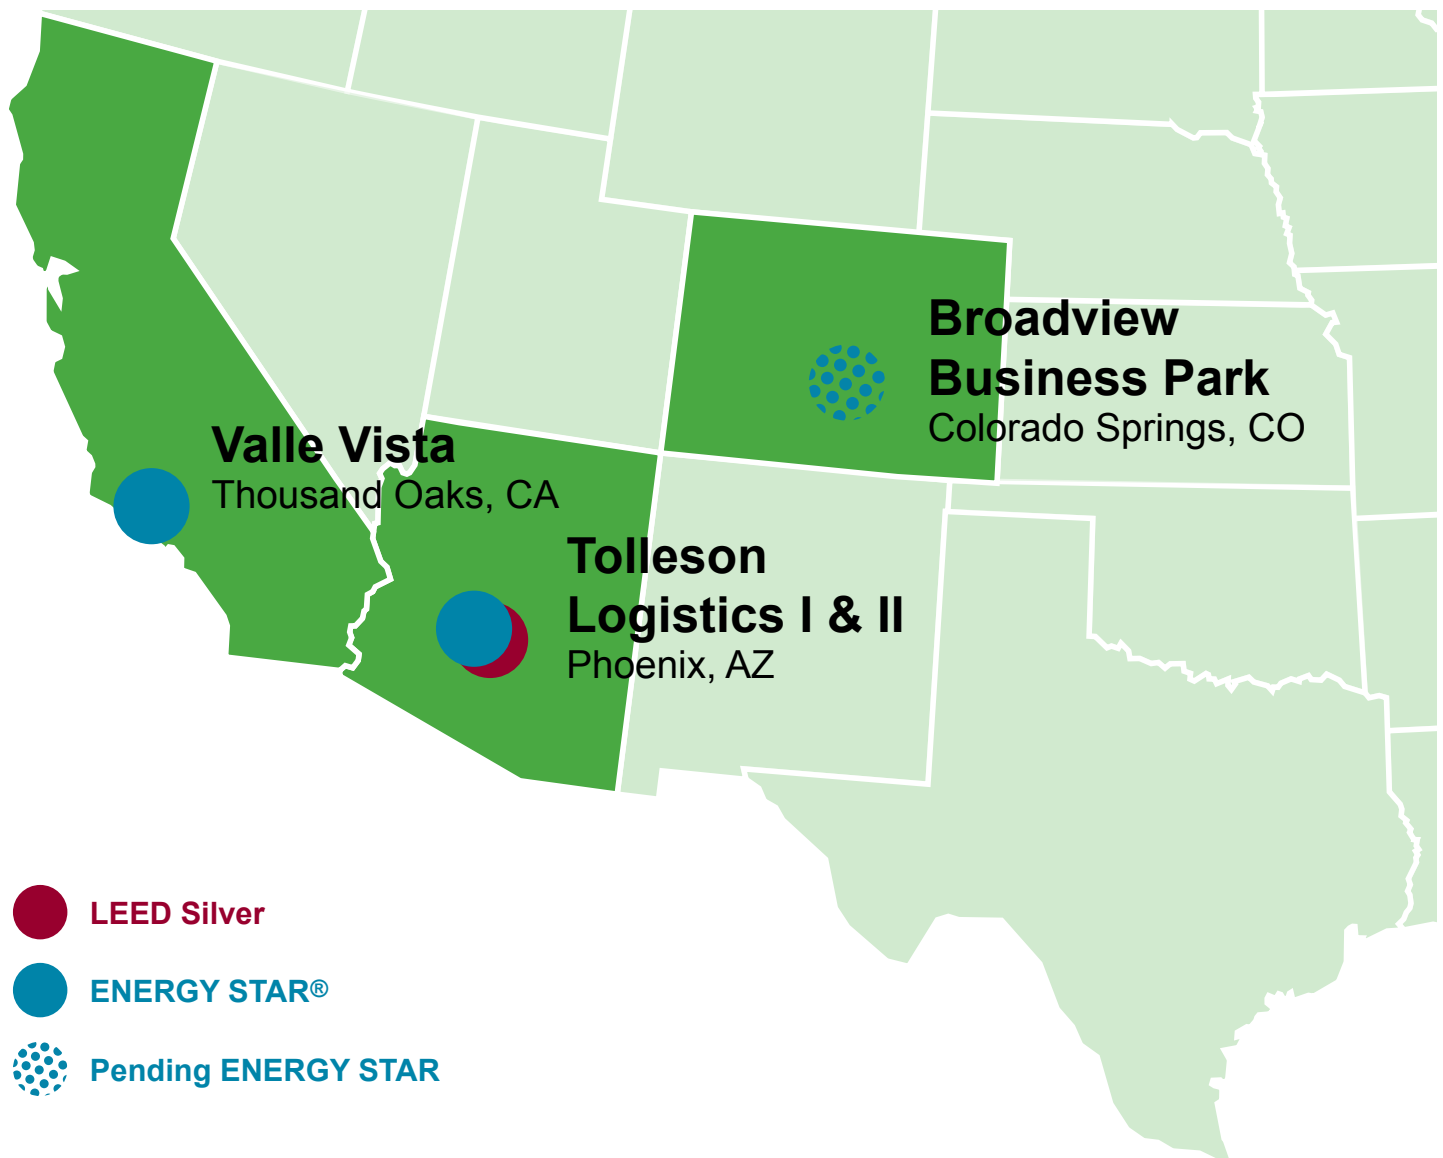 Broadview
Business Park
Colorado Springs, CO
Valle Vista
Thousand Oaks, CA
Tolleson
Logistics I & II
Phoenix, AZ
LEED Silver
ENERGY STAR®
Pending ENERGY STAR